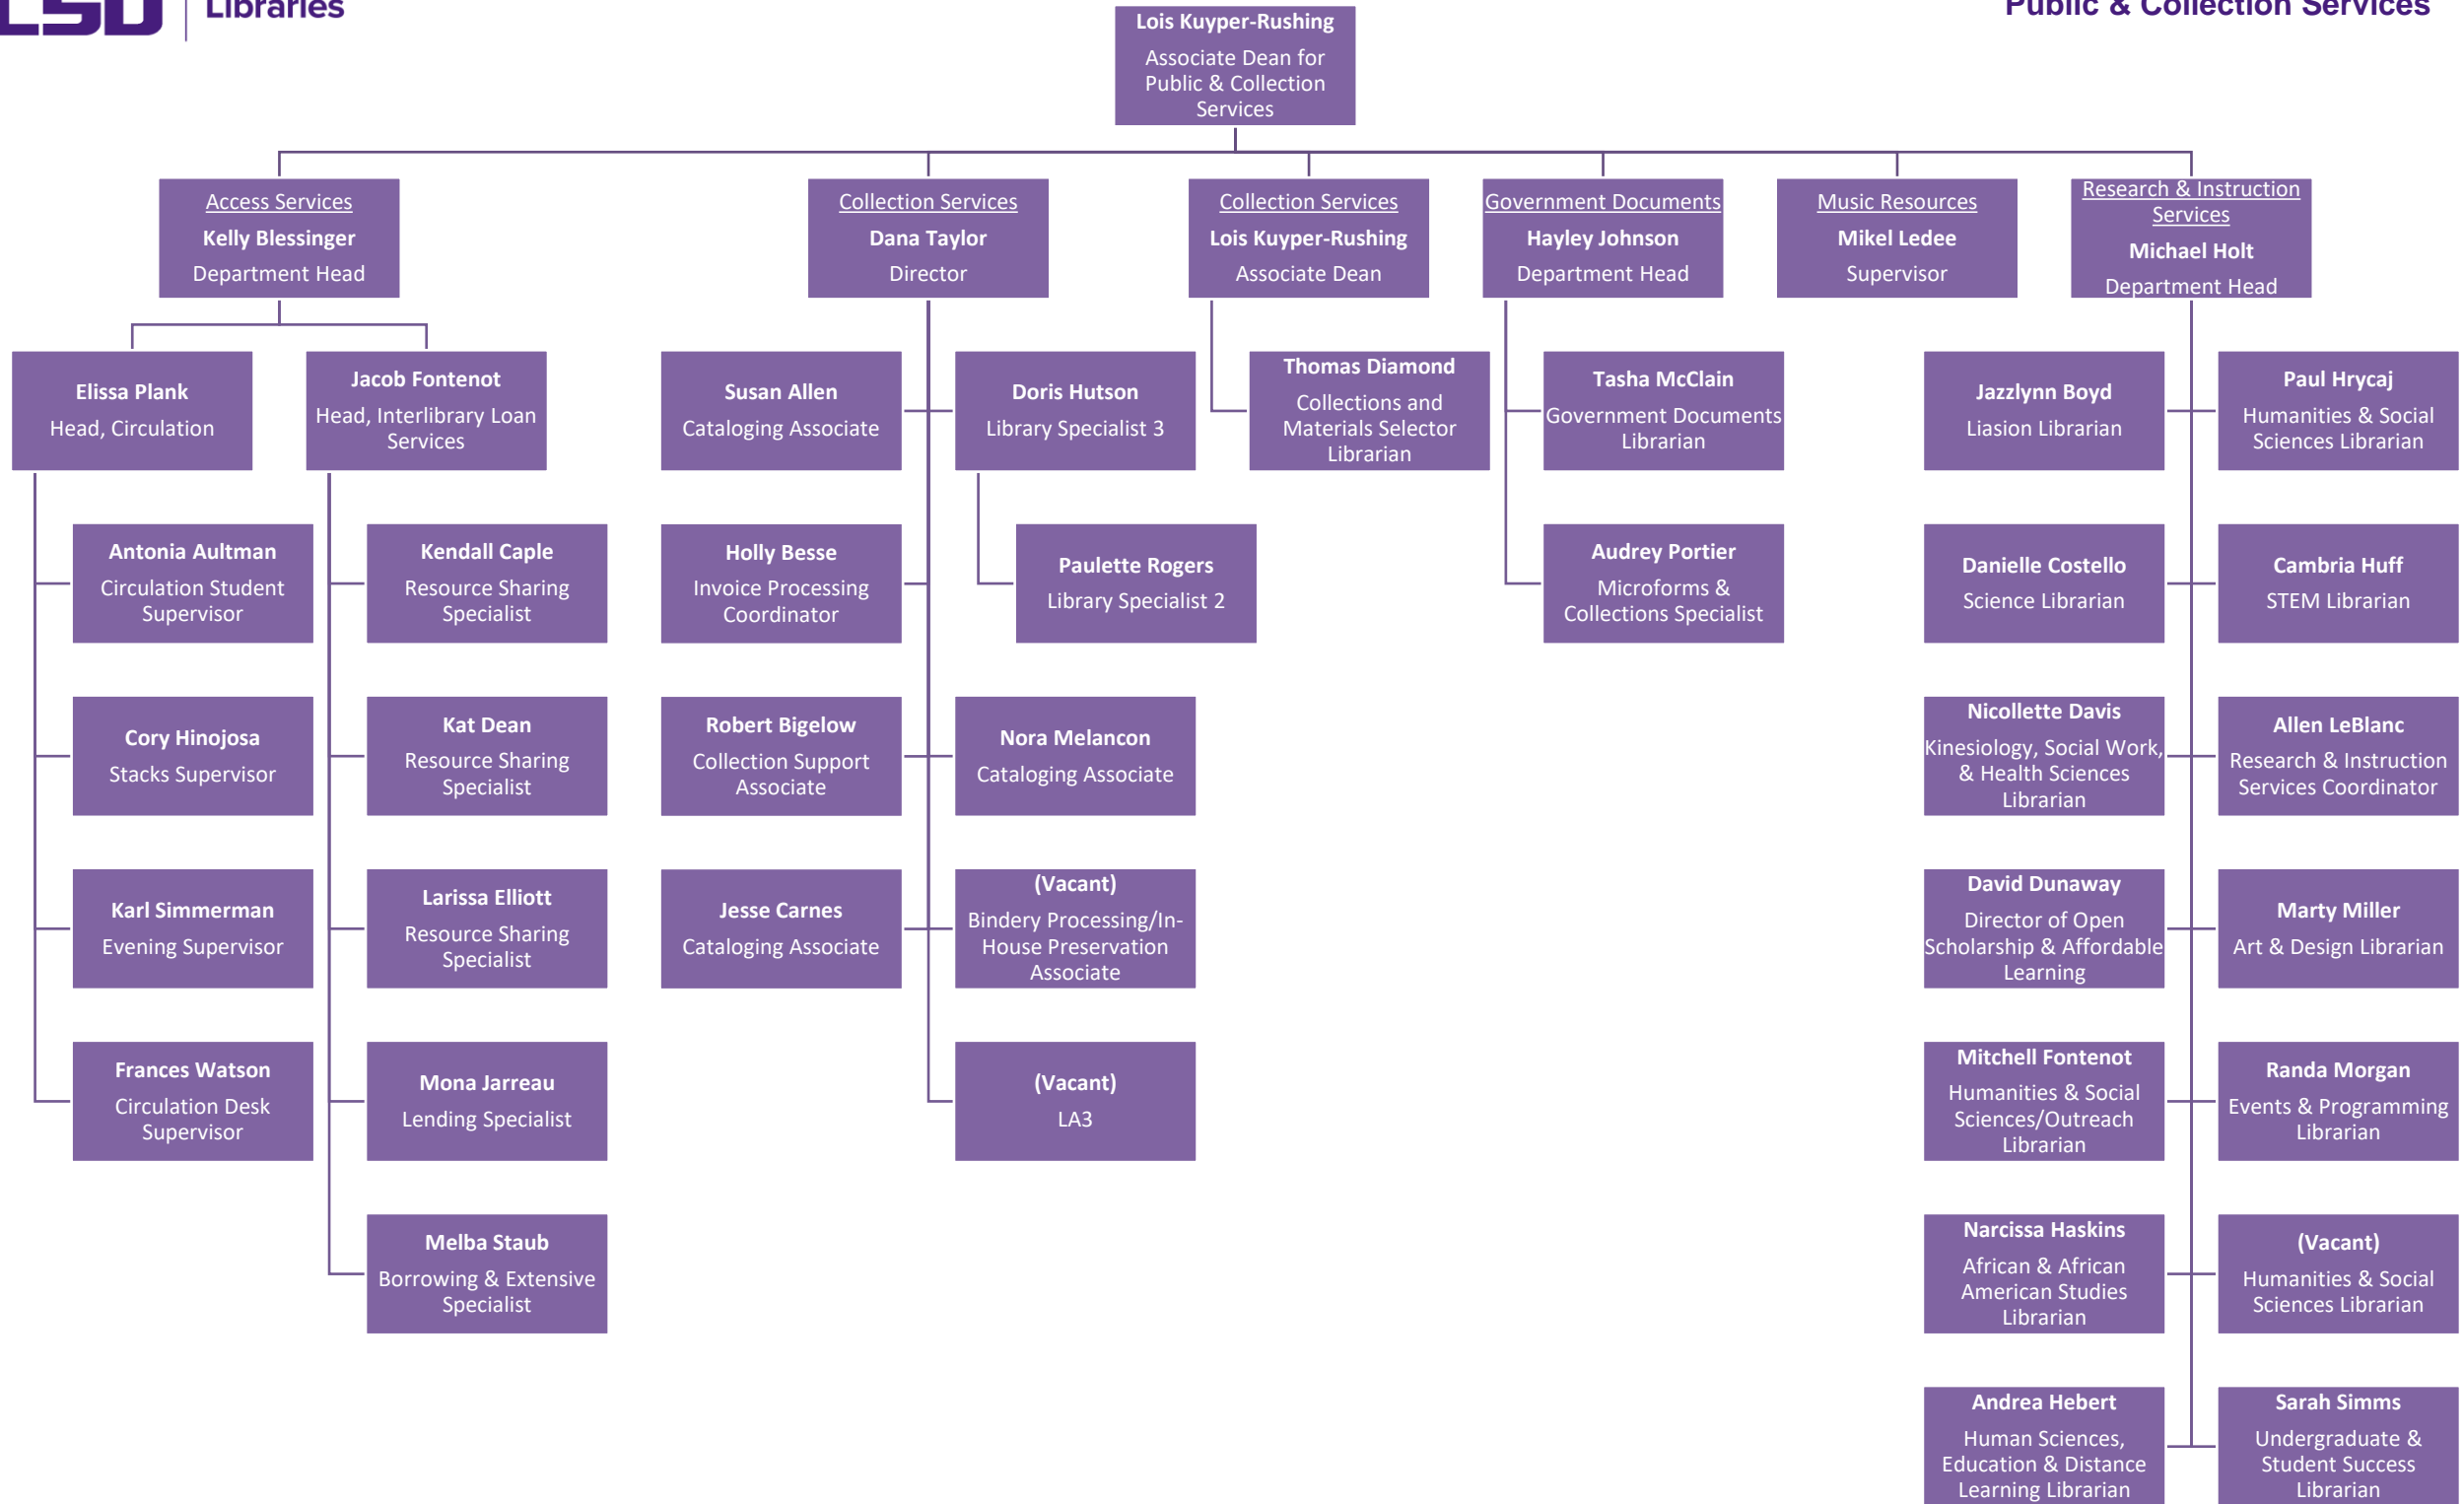 LSU
Libraries
Public & Collection Services
Lois Kuyper-Rushing
Associate Dean for
Public & Collection
Services
Access Services
Kelly Blessinger
Department Head
Collection Services
Dana Taylor
Director
Collection Services
Lois Kuyper-Rushing
Associate Dean
Government Documents
Hayley Johnson
Department Head
Music Resources
Mikel Ledee
Supervisor
Research & Instruction
Services
Michael Holt
Department Head
Elissa Plank
Head, Circulation
Jacob Fontenot
Head, Interlibrary Loan
Services
Susan Allen
Cataloging Associate
Doris Hutson
Library Specialist 3
Thomas Diamond
Collections and
Materials Selector
Librarian
Tasha McClain
Government Documents
Librarian
Jazzlynn Boyd
Liasion Librarian
Paul Hrycaj
Humanities & Social
Sciences Librarian
Antonia Aultman
Circulation Student
Supervisor
Kendall Caple
Resource Sharing
Specialist
Holly Besse
Invoice Processing
Coordinator
Paulette Rogers
Library Specialist 2
Audrey Portier
Microforms &
Collections Specialist
Danielle Costello
Science Librarian
Cambria Huff
STEM Librarian
Cory Hinojosa
Stacks Supervisor
Kat Dean
Resource Sharing
Specialist
Robert Bigelow
Collection Support
Associate
Nora Melancon
Cataloging Associate
Nicollette Davis
Kinesiology, Social Work,
& Health Sciences
Librarian
Allen LeBlanc
Research & Instruction
Services Coordinator
Karl Simmerman
Evening Supervisor
Larissa Elliott
Resource Sharing
Specialist
Jesse Carnes
Cataloging Associate
(Vacant)
Bindery Processing/In-
House Preservation
Associate
David Dunaway
Director of Open
Scholarship & Affordable
Learning
Marty Miller
Art & Design Librarian
Frances Watson
Circulation Desk
Supervisor
Mona Jarreau
Lending Specialist
(Vacant)
LA3
Mitchell Fontenot
Humanities & Social
Sciences/Outreach
Librarian
Randa Morgan
Events & Programming
Librarian
Melba Staub
Borrowing & Extensive
Specialist
Narcissa Haskins
African & African
American Studies
Librarian
(Vacant)
Humanities & Social
Sciences Librarian
Andrea Hebert
Human Sciences,
Education & Distance
Learning Librarian
Sarah Simms
Undergraduate &
Student Success
Librarian